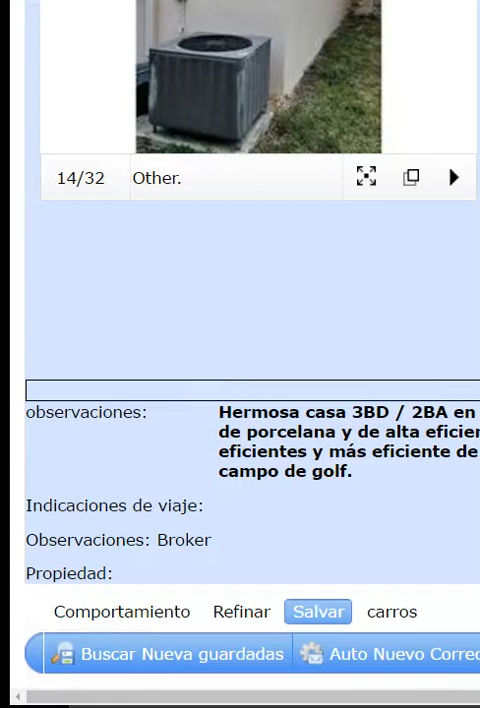 14/32 Other.
observaciones: Hermosa casa 3BD / 2BA en
de porcelana y de alta eficien
eficientes y más eficiente de
campo de golf.
Indicaciones de viaje:
Observaciones: Broker
Propiedad:
Comportamiento Refinar Salvar carros
Buscar Nueva guardadas Auto Nuevo Correo